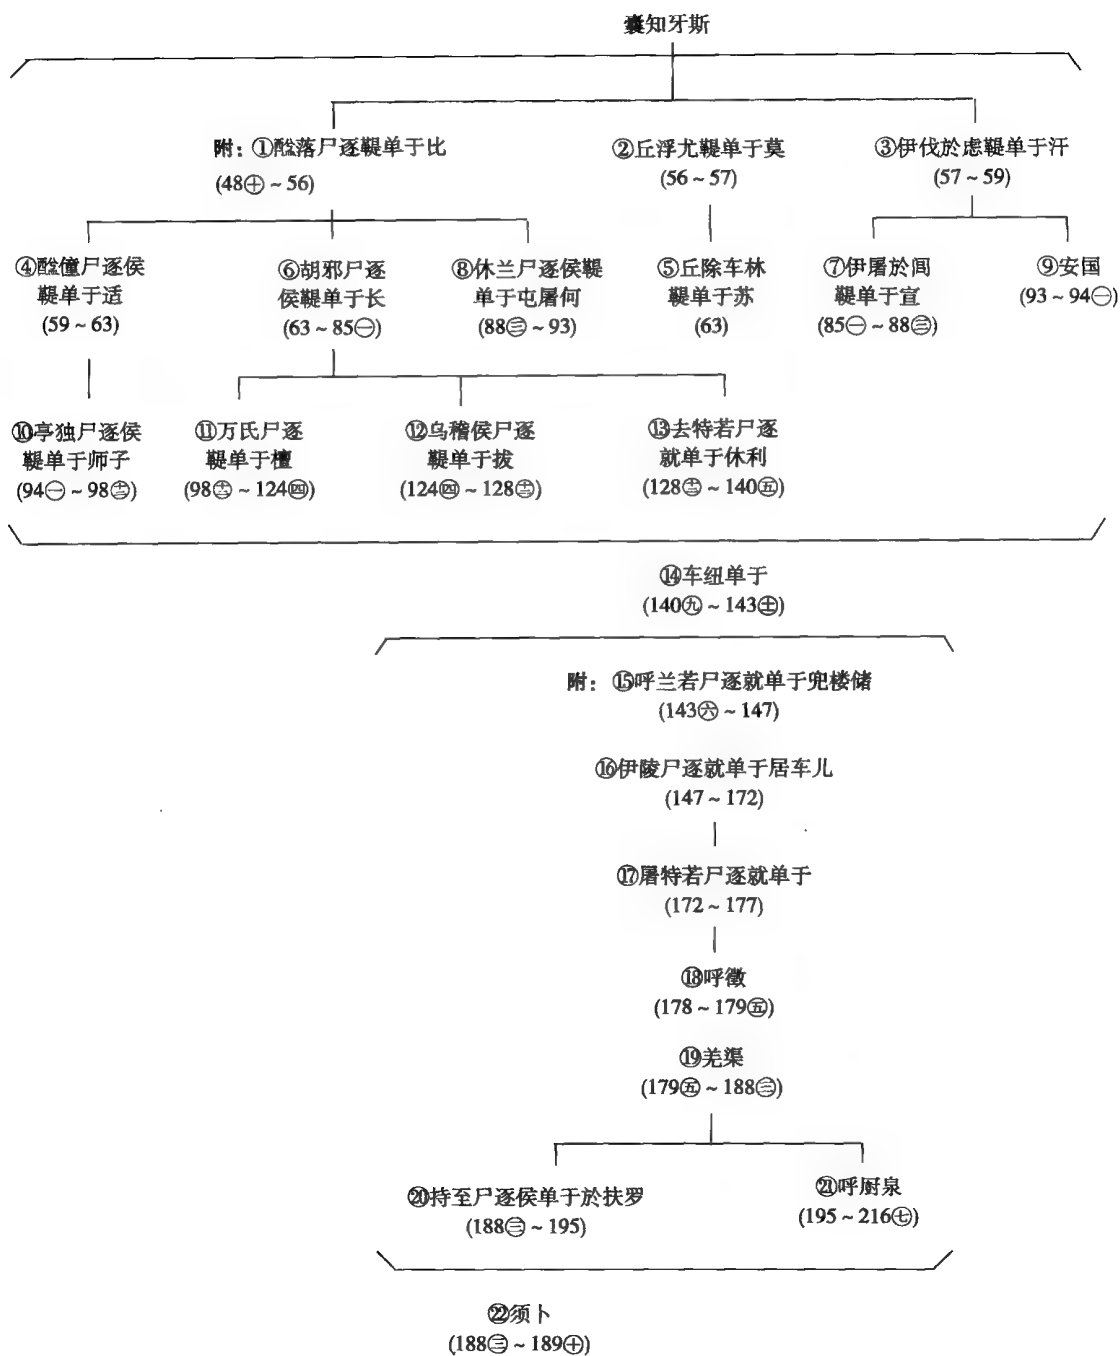 囊知牙斯
附：①醯落尸逐鞮单于比
(48㊉～56)
②丘浮尤鞮单于莫
(56～57)
③伊伐於虑鞮单于汗
(57～59)
④醯僮尸逐侯
鞮单于适
(59～63)
⑥胡邪尸逐
侯鞮单于长
(63～85㊀)
⑧休兰尸逐侯鞮
单于屯屠何
(88㊂～93)
⑤丘除车林
鞮单于苏
(63)
⑦伊屠於闾
鞮单于宣
(85㊀～88㊂)
⑨安国
(93～94㊀)
⑩亭独尸逐侯
鞮单于师子
(94㊀～98㊉㊁)
⑪万氏尸逐
鞮单于檀
(98㊉㊁～124㊃)
⑫乌稽侯尸逐
鞮单于拔
(124㊃～128㊉㊁)
⑬去特若尸逐
就单于休利
(128㊉㊁～140㊄)
⑭车纽单于
(140㊈～143㊉㊀)
附：⑮呼兰若尸逐就单于兜楼储
(143㊅～147)
⑯伊陵尸逐就单于居车儿
(147～172)
⑰屠特若尸逐就单于
(172～177)
⑱呼徵
(178～179㊄)
⑲羌渠
(179㊄～188㊂)
⑳持至尸逐侯单于於扶罗
(188㊂～195)
㉑呼厨泉
(195～216㊆)
㉒须卜
(188㊂～189㊉)